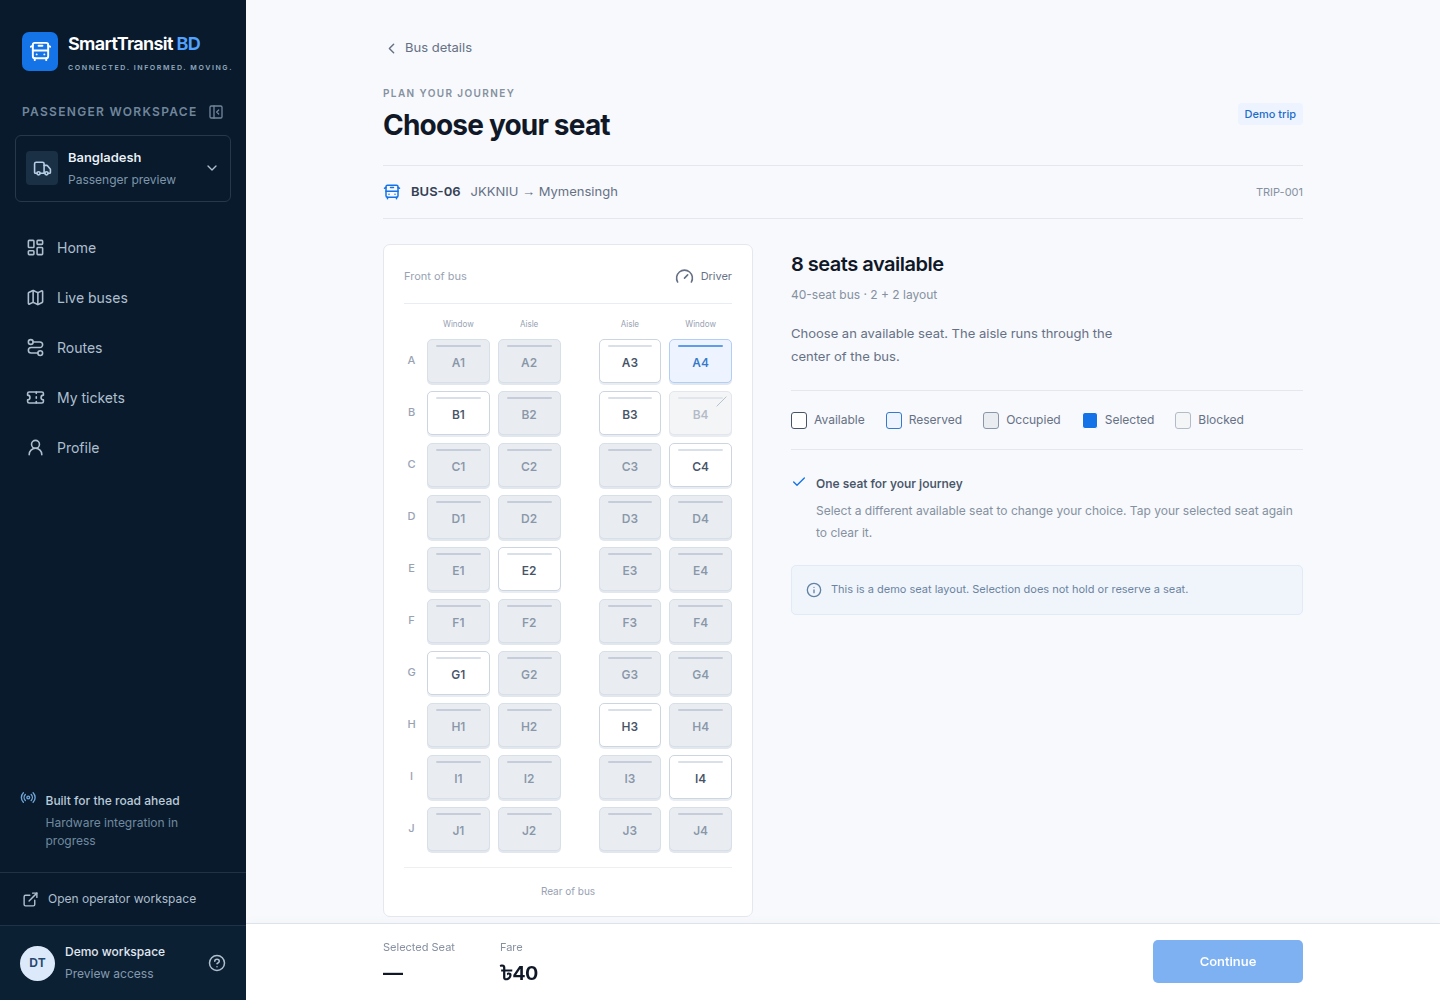 SmartTransit BD
CONNECTED. INFORMED. MOVING.
PASSENGER WORKSPACE
Bangladesh
Passenger preview
Home
Live buses
Routes
My tickets
Profile
Built for the road ahead
Hardware integration in
progress
Open operator workspace
DT
Demo workspace
Preview access
Bus details
PLAN YOUR JOURNEY
Choose your seat
Demo trip
BUS-06 JKKNIU → Mymensingh
TRIP-001
Front of bus
Driver
Window Aisle Aisle Window
A A1 A2 A3 A4
B B1 B2 B3 B4
C C1 C2 C3 C4
D D1 D2 D3 D4
E E1 E2 E3 E4
F F1 F2 F3 F4
G G1 G2 G3 G4
H H1 H2 H3 H4
I I1 I2 I3 I4
J J1 J2 J3 J4
Rear of bus
8 seats available
40-seat bus · 2 + 2 layout
Choose an available seat. The aisle runs through the
center of the bus.
Available Reserved Occupied Selected Blocked
One seat for your journey
Select a different available seat to change your choice. Tap your selected seat again
to clear it.
This is a demo seat layout. Selection does not hold or reserve a seat.
Selected Seat
—
Fare
৳40
Continue